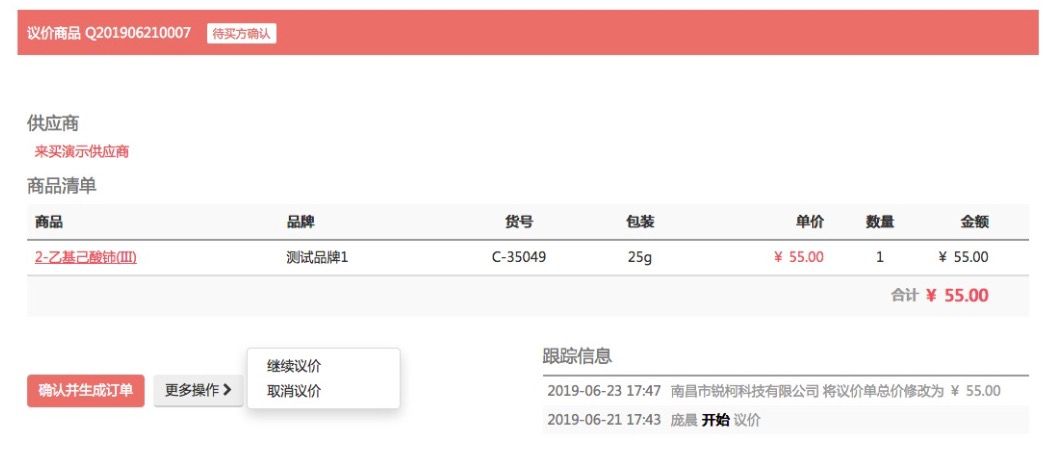 议价商品 Q201906210007 待买方确认
供应商
来买演示供应商
商品清单
商品 品牌 货号 包装 单价 数量 金额
2-乙基己酸铈(III) 测试品牌1 C-35049 25g ¥ 55.00 1 ¥ 55.00
合计 ¥ 55.00
确认并生成订单 更多操作
继续议价
取消议价
跟踪信息
2019-06-23 17:47 南昌市锐柯科技有限公司 将议价单总价修改为 ¥ 55.00
2019-06-21 17:43 庞晨 开始 议价